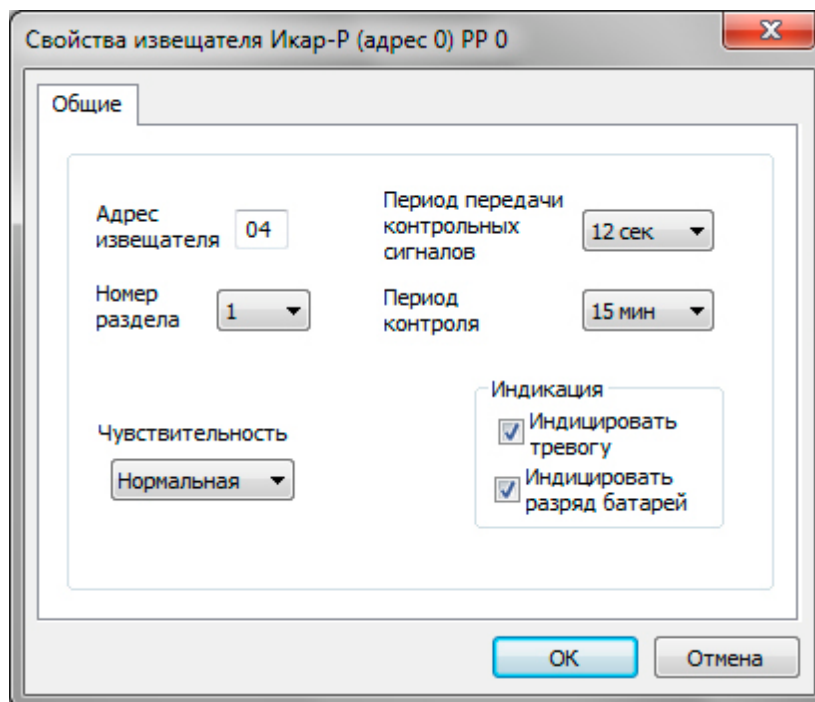 Свойства извещателя Икар-Р (адрес 0) РР 0
Общие
Адрес
извещателя
04
Период передачи
контрольных
сигналов
12 сек
Номер
раздела
1
Период
контроля
15 мин
Чувствительность
Нормальная
Индикация
Индицировать
тревогу
Индицировать
разряд батарей
OK
Отмена